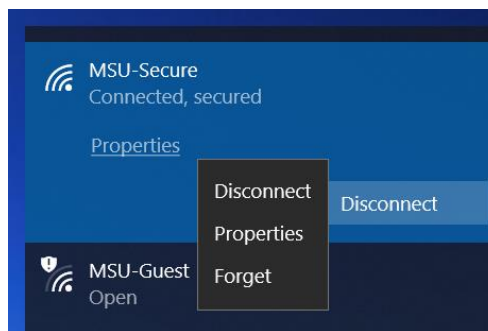 MSU-Secure
Connected, secured
Properties
Disconnect
Properties
Forget
Disconnect
MSU-Guest
Open